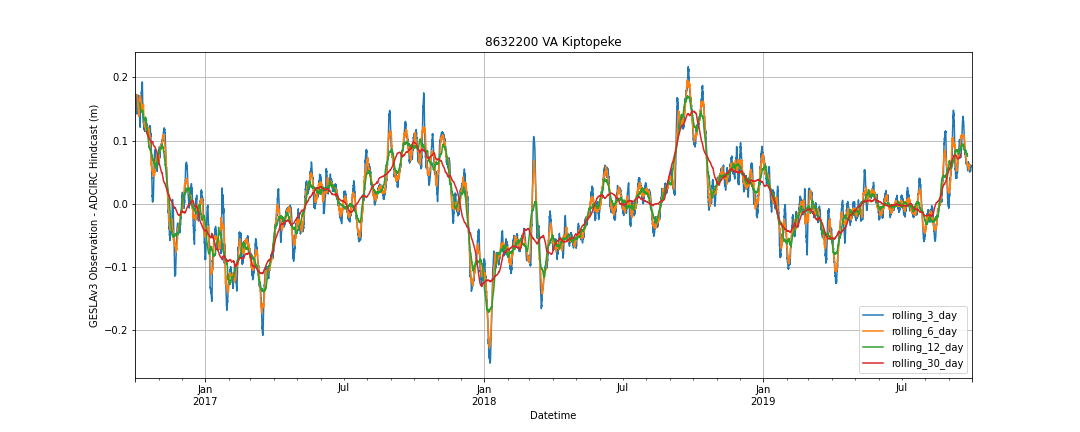 8632200 VA Kiptopeke
GESLAv3 Observation - ADCIRC Hindcast (m)
0.2
0.1
0.0
−0.1
−0.2
rolling_3_day
rolling_6_day
rolling_12_day
rolling_30_day
Jan
2017
Jul
Jan
2018
Jul
Jan
2019
Jul
Datetime